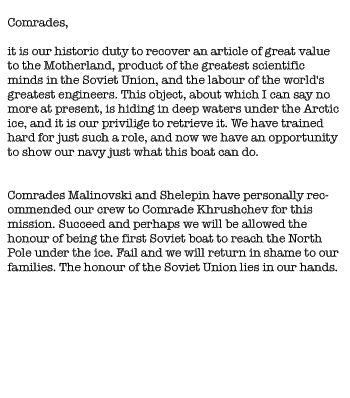 Comrades,
it is our historic duty to recover an article of great value
to the Motherland, product of the greatest scientific
minds in the Soviet Union, and the labour of the world's
greatest engineers. This object, about which I can say no
more at present, is hiding in deep waters under the Arctic
ice, and it is our privilige to retrieve it. We have trained
hard for just such a role, and now we have an opportunity
to show our navy just what this boat can do.
Comrades Malinovski and Shelepin have personally rec-
ommended our crew to Comrade Khrushchev for this
mission. Succeed and perhaps we will be allowed the
honour of being the first Soviet boat to reach the North
Pole under the ice. Fail and we will return in shame to our
families. The honour of the Soviet Union lies in our hands.